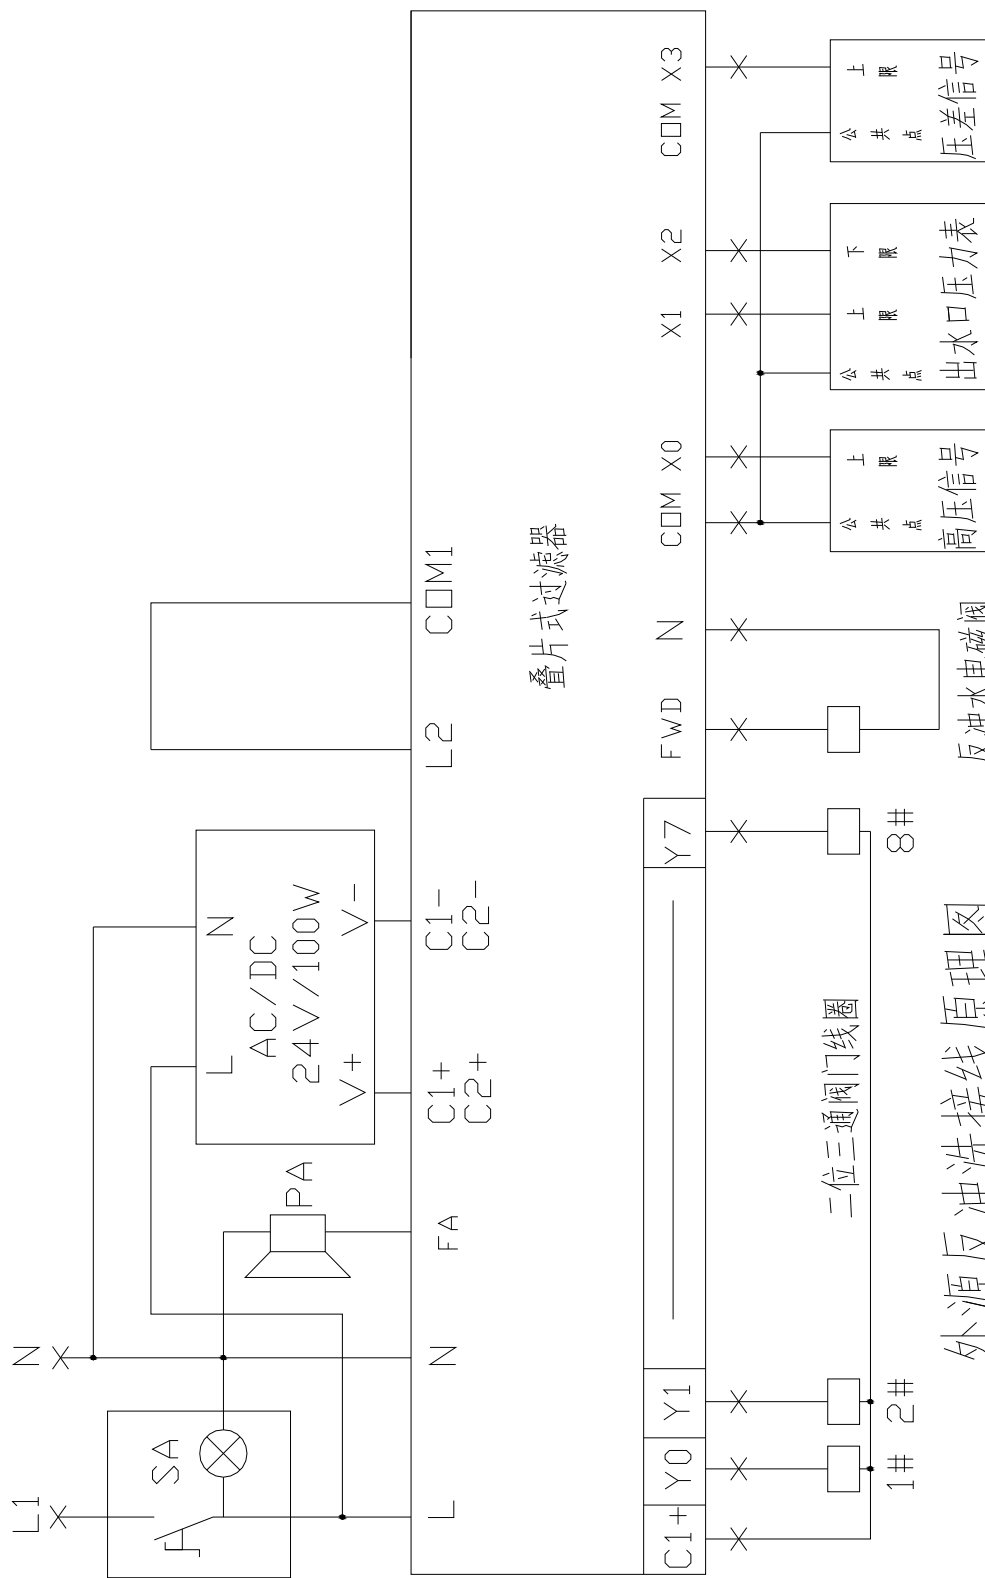 L1
N
SA
PA
L
N
AC/DC
24V/100W
V+
V-
L
N
FA
C1+
C2+
C1-
C2-
L2
COM1
叠片式过滤器
C1+
Y0
Y1
Y7
FWD
N
COM
X0
X1
X2
COM
X3
1#
2#
8#
二位三通阀门线圈
反冲水电磁阀
公共点
上限
高压信号
公共点
上限
下限
出水口压力表
公共点
上限
压差信号
外源反冲洗接线原理图